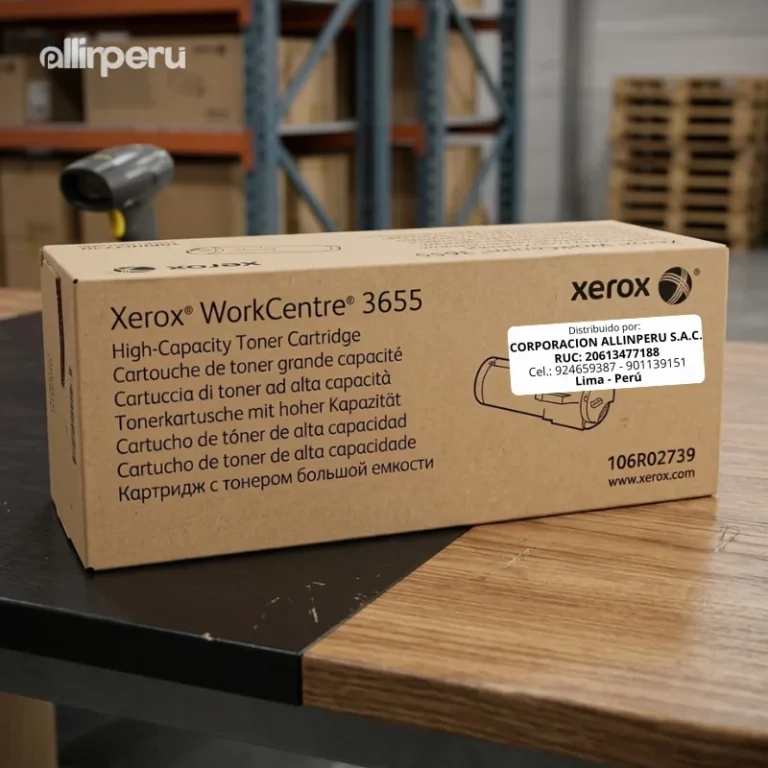 allinperu
xerox
Xerox® WorkCentre® 3655
High-Capacity Toner Cartridge
Cartouche de toner grande capacité
Cartuccia di toner ad alta capacità
Tonerkartusche mit hoher Kapazität
Cartucho de tóner de alta capacidad
Cartucho de toner de alta capacidade
Картридж с тонером большой емкости
xerox®
Distribuido por:
CORPORACION ALLINPERU S.A.C.
RUC: 20613477188
Cel.: 924659387 - 901139151
Lima - Perú
106R02739
www.xerox.com